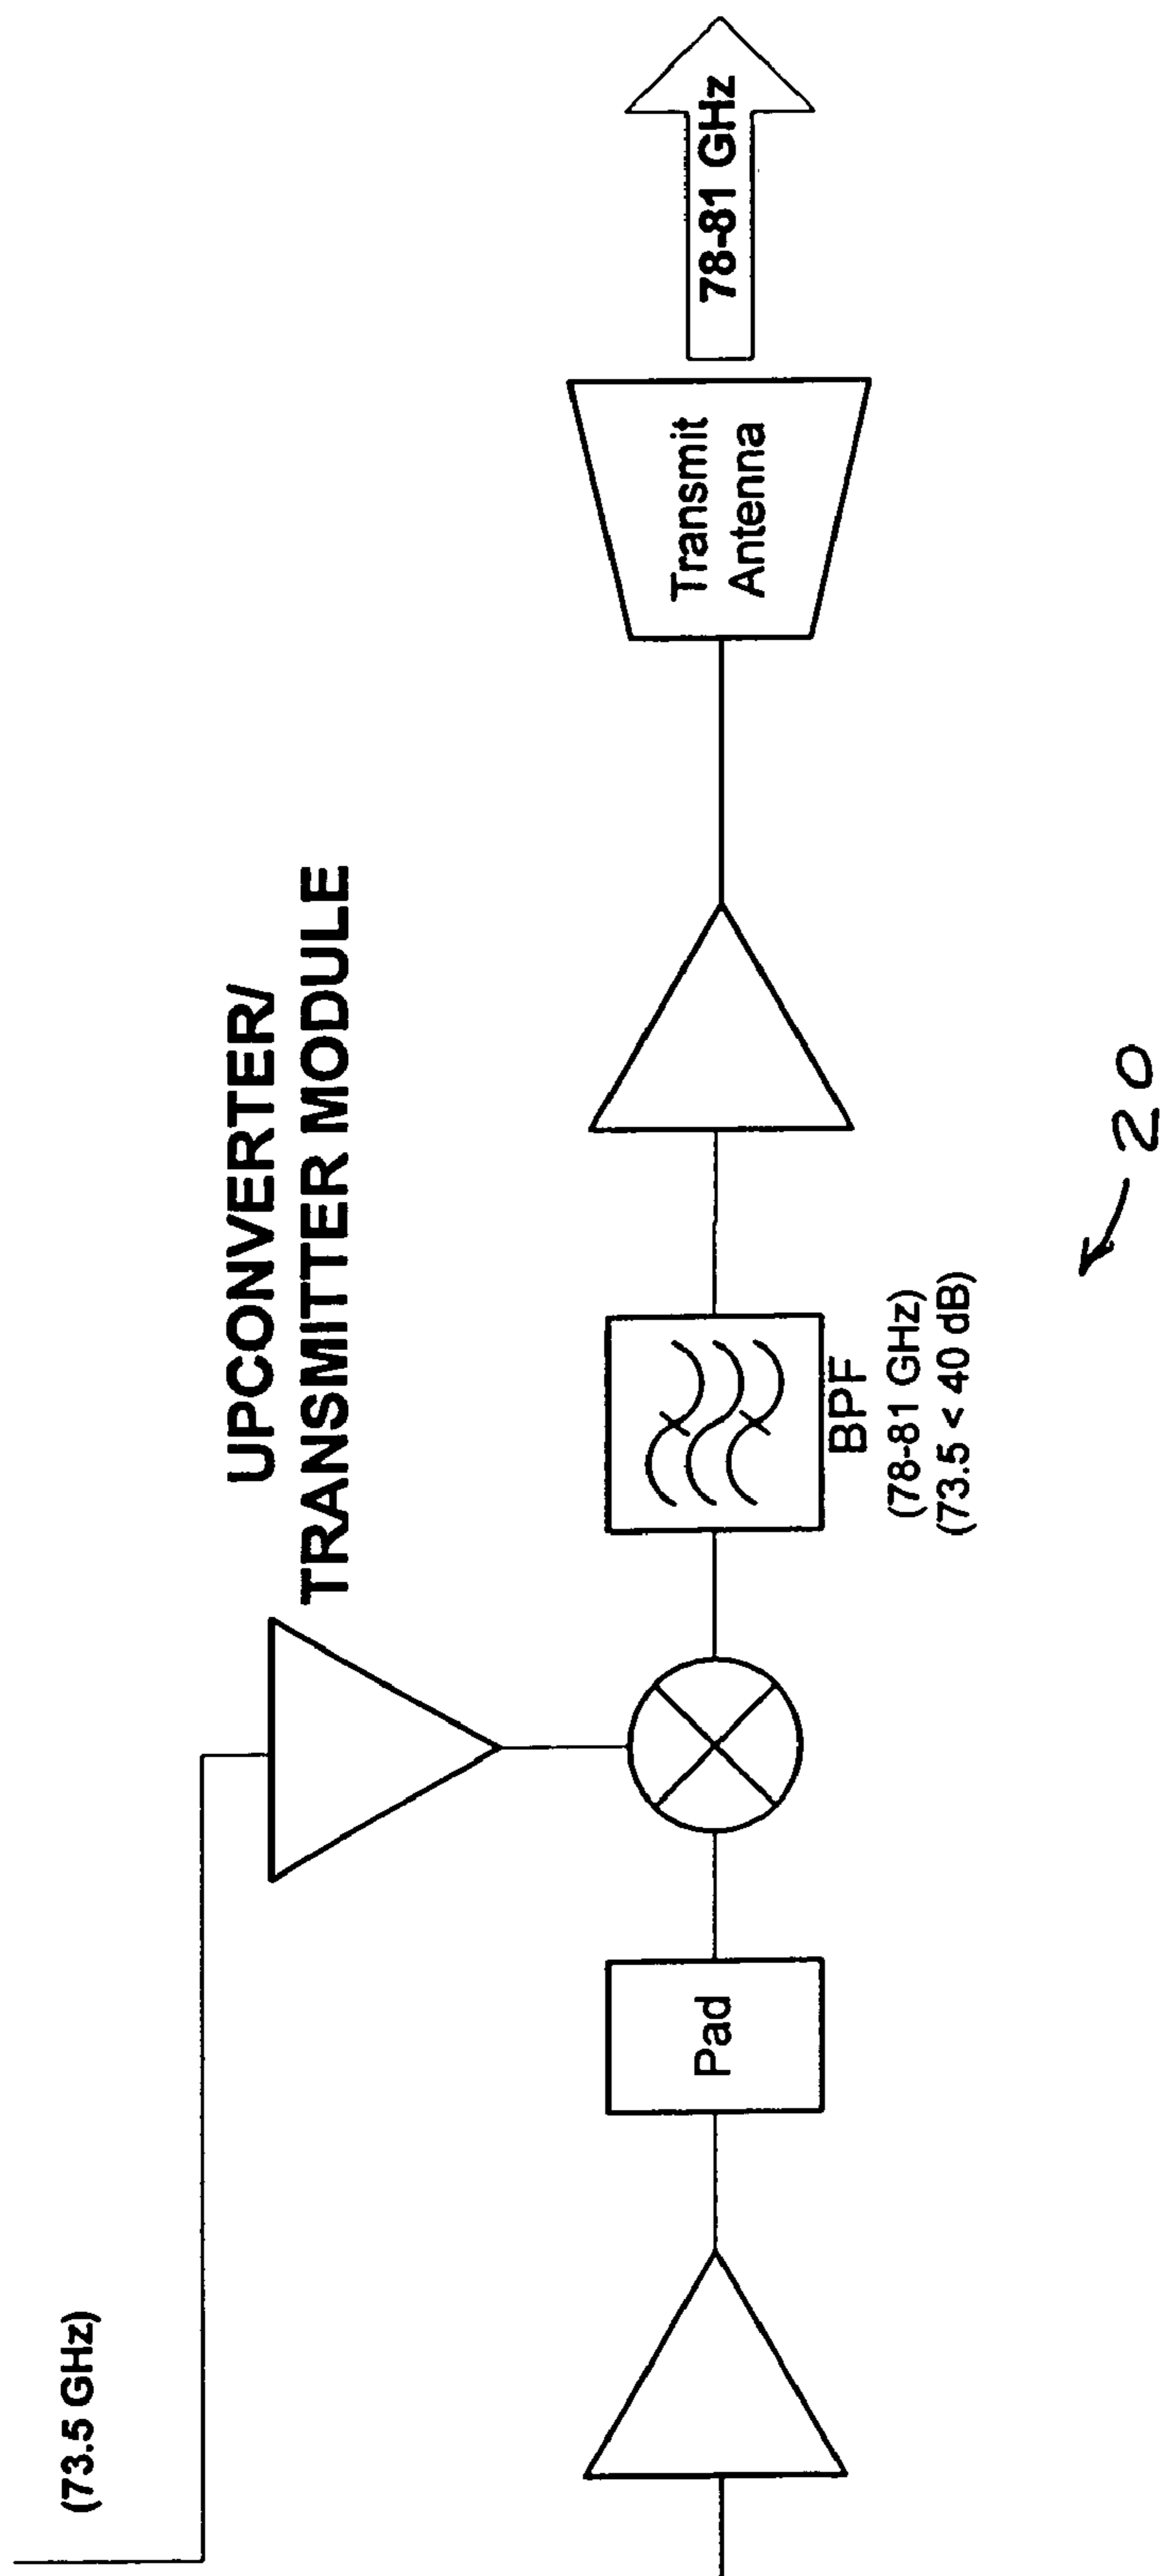 (73.5 GHz)
UPCONVERTER/
TRANSMITTER MODULE
Pad
BPF
(78-81 GHz)
(73.5 < 40 dB)
Transmit
Antenna
78-81 GHz
20